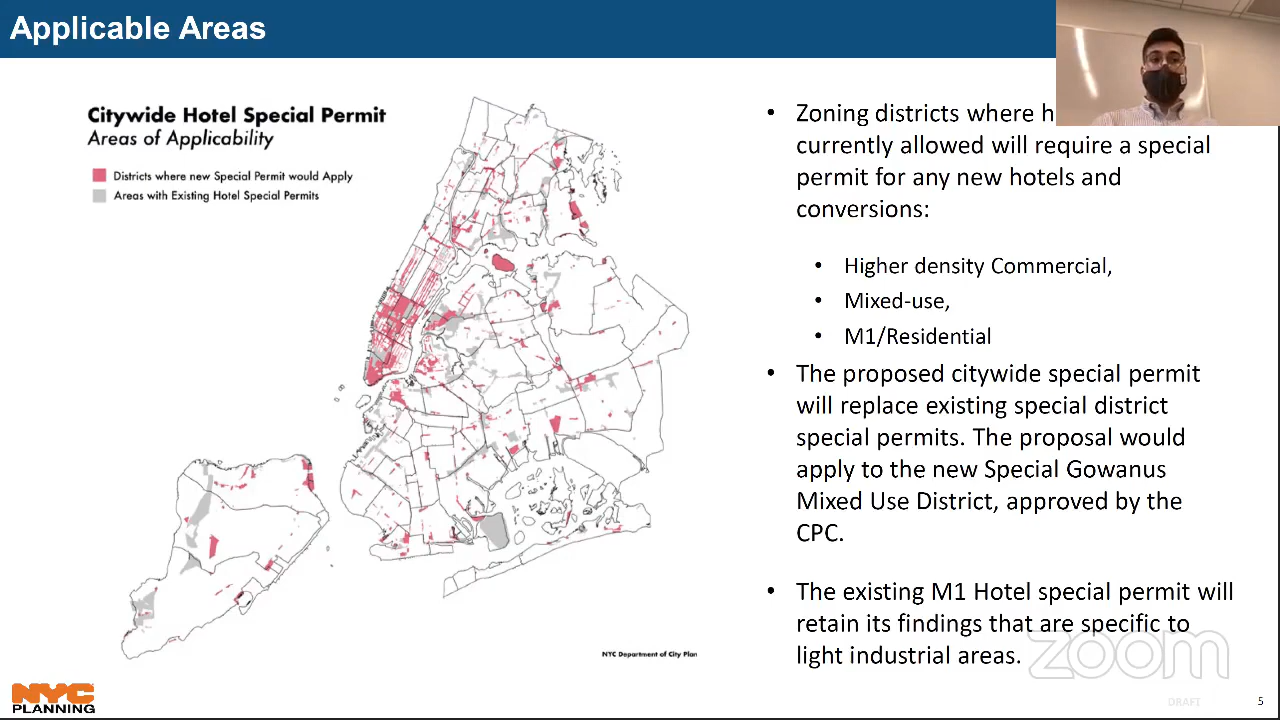 Applicable Areas
Citywide Hotel Special Permit
Areas of Applicability
Districts where new Special Permit would Apply
Areas with Existing Hotel Special Permits
NYC Department of City Plan
• Zoning districts where h
currently allowed will require a special
permit for any new hotels and
conversions:
• Higher density Commercial,
• Mixed-use,
• M1/Residential
• The proposed citywide special permit
will replace existing special district
special permits. The proposal would
apply to the new Special Gowanus
Mixed Use District, approved by the
CPC.
• The existing M1 Hotel special permit will
retain its findings that are specific to
light industrial areas.
zoom
NYC
PLANNING
DRAFT
5